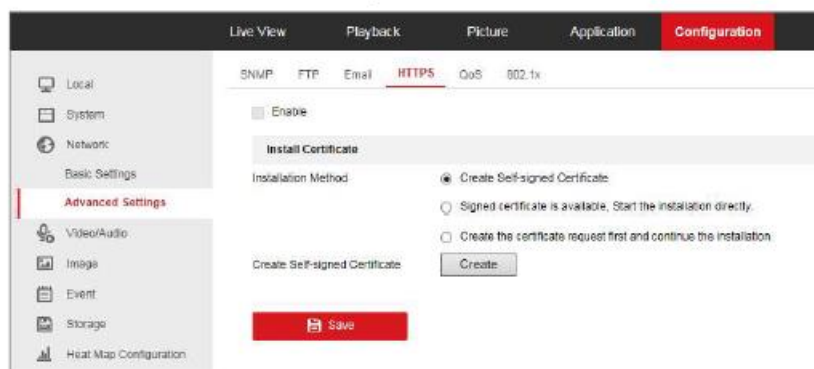 Live View Playback Picture Application Configuration
Local
System
Network
Basic Settings
Advanced Settings
Video/Audio
Image
Event
Storage
Heat Map Configuration
SNMP FTP Email HTTPS QoS 802.1x
Enable
Install Certificate
Installation Method
Create Self-signed Certificate
Signed certificate is available, Start the installation directly.
Create the certificate request first and continue the installation
Create Self-signed Certificate Create
Save